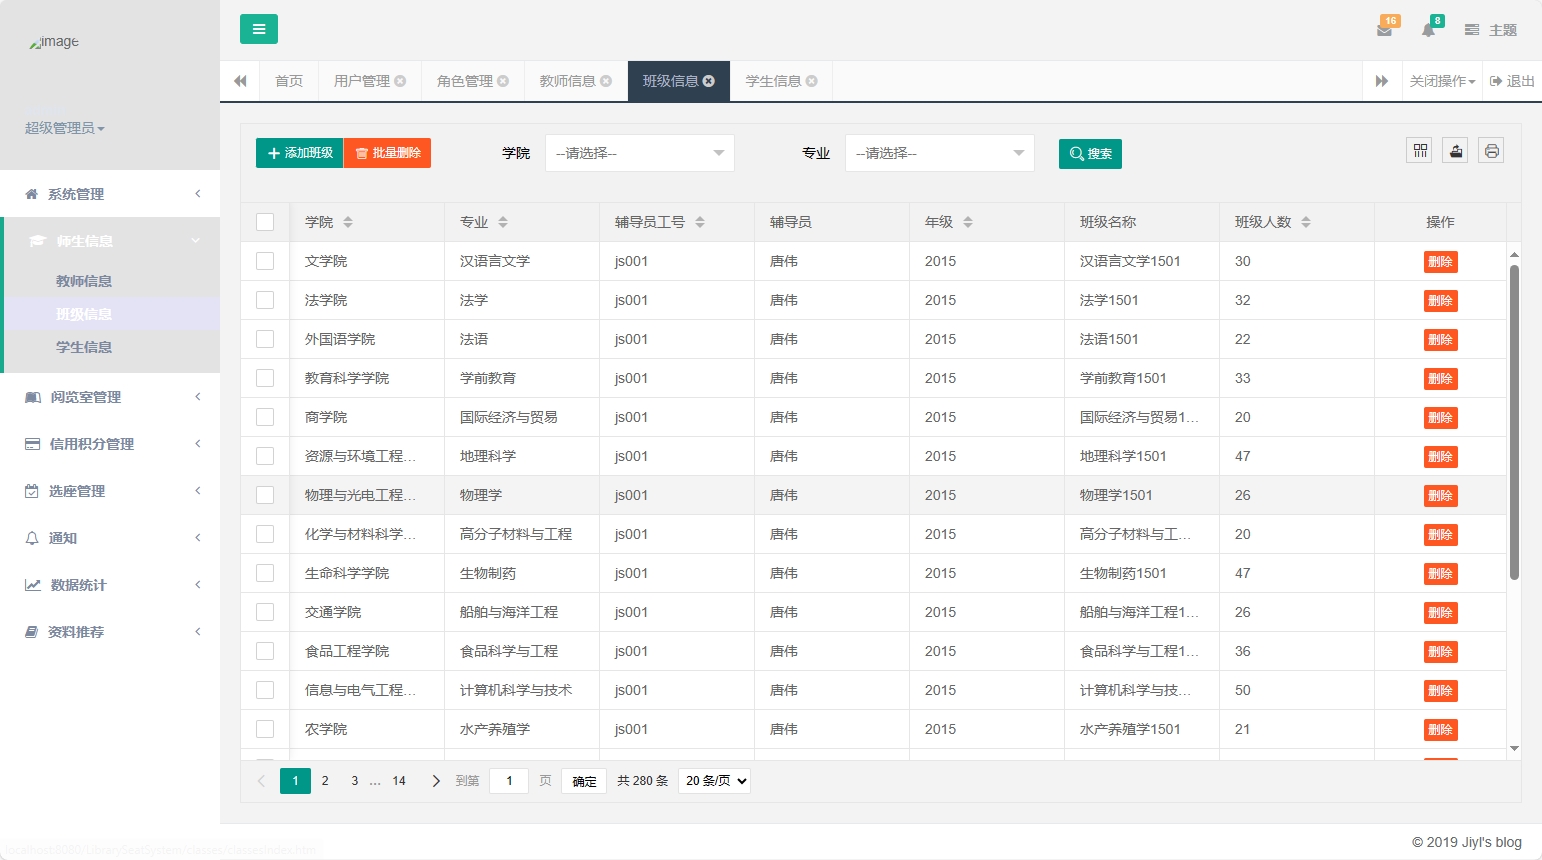 image
超级管理员
系统管理
师生信息
教师信息
班级信息
学生信息
阅览室管理
信用积分管理
选座管理
通知
数据统计
资料推荐
16
8
主题
首页
用户管理
角色管理
教师信息
班级信息
学生信息
关闭操作
退出
添加班级
批量删除
学院
--请选择--
专业
--请选择--
搜索
学院 专业 辅导员工号 辅导员 年级 班级名称 班级人数 操作
文学院 汉语言文学 js001 唐伟 2015 汉语言文学1501 30 删除
法学院 法学 js001 唐伟 2015 法学1501 32 删除
外国语学院 法语 js001 唐伟 2015 法语1501 22 删除
教育科学学院 学前教育 js001 唐伟 2015 学前教育1501 33 删除
商学院 国际经济与贸易 js001 唐伟 2015 国际经济与贸易1... 20 删除
资源与环境工程... 地理科学 js001 唐伟 2015 地理科学1501 47 删除
物理与光电工程... 物理学 js001 唐伟 2015 物理学1501 26 删除
化学与材料科学... 高分子材料与工程 js001 唐伟 2015 高分子材料与工... 20 删除
生命科学学院 生物制药 js001 唐伟 2015 生物制药1501 47 删除
交通学院 船舶与海洋工程 js001 唐伟 2015 船舶与海洋工程1... 26 删除
食品工程学院 食品科学与工程 js001 唐伟 2015 食品科学与工程1... 36 删除
信息与电气工程... 计算机科学与技术 js001 唐伟 2015 计算机科学与技... 50 删除
农学院 水产养殖学 js001 唐伟 2015 水产养殖学1501 21 删除
1 2 3 ... 14 到第 1 页 确定 共 280 条 20 条/页
© 2019 Jiyl's blog